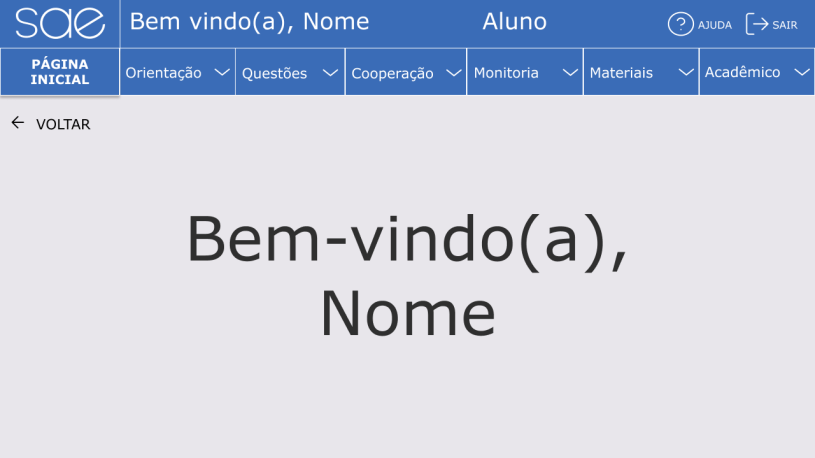 sae Bem vindo(a), Nome Aluno ? AJUDA SAIR
PÁGINA
INICIAL
Orientação Questões Cooperação Monitoria Materiais Acadêmico
VOLTAR
Bem-vindo(a),
Nome